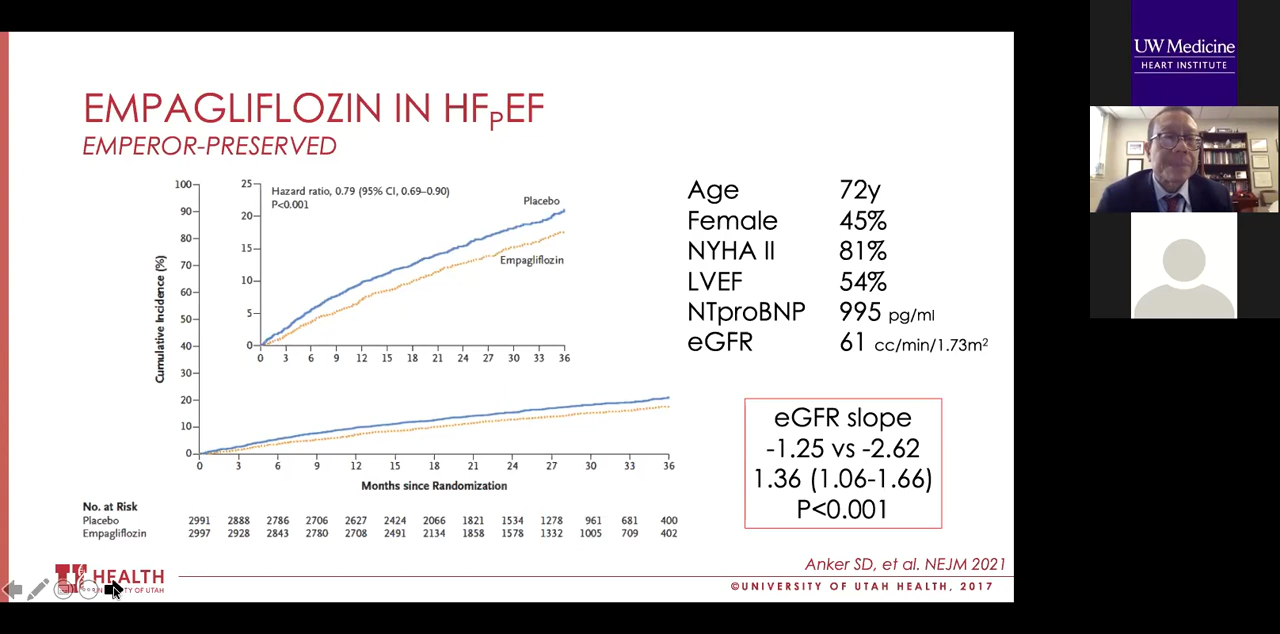 EMPAGLIFLOZIN IN HFPEF
EMPEROR-PRESERVED
Cumulative Incidence (%)
100
90
80
70
60
50
40
30
20
10
0
25
20
15
10
5
0
Hazard ratio, 0.79 (95% CI, 0.69–0.90)
P<0.001
Placebo
Empagliflozin
0 3 6 9 12 15 18 21 24 27 30 33 36
0 3 6 9 12 15 18 21 24 27 30 33 36
Months since Randomization
No. at Risk
Placebo 2991 2888 2786 2706 2627 2424 2066 1821 1534 1278 961 681 400
Empagliflozin 2997 2928 2843 2780 2708 2491 2134 1858 1578 1332 1005 709 402
Age 72y
Female 45%
NYHA II 81%
LVEF 54%
NTproBNP 995 pg/ml
eGFR 61 cc/min/1.73m²
eGFR slope
-1.25 vs -2.62
1.36 (1.06-1.66)
P<0.001
Anker SD, et al. NEJM 2021
HEALTH
OF UTAH
©UNIVERSITY OF UTAH HEALTH, 2017
UW Medicine
HEART INSTITUTE